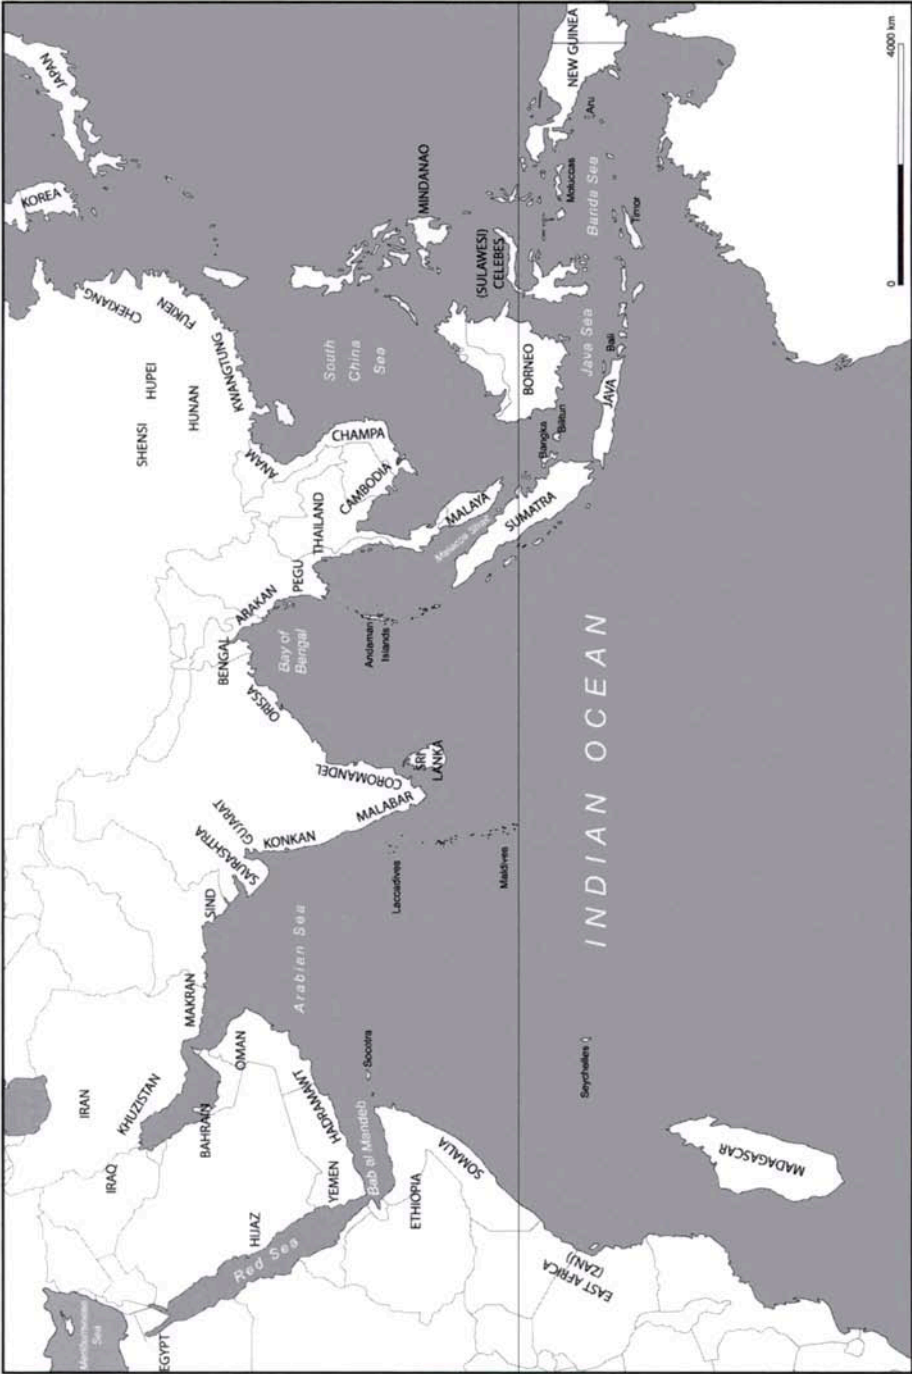 JAPAN
KOREA
CHEKIANG
FUKIEN
HUPEI
SHENSI
HUNAN
KWANGTUNG
ANAM
CHAMPA
CAMBODIA
THAILAND
PEGU
ARAKAN
BENGAL
ORISSA
COROMANDEL
SRI
LANKA
MALABAR
KONKAN
GUJARAT
SAURASHTRA
SIND
MAKRAN
IRAN
KHUZISTAN
IRAQ
BAHRAIN
OMAN
HADRAMAWT
YEMEN
HIJAZ
EGYPT
Mediterranean
Sea
Red Sea
Bab al Mandeb
Socotra
ETHIOPIA
SOMALIA
EAST AFRICA
(ZANJ)
MADAGASCAR
Seychelles
Arabian Sea
Laccadives
Maldives
INDIAN OCEAN
Bay of
Bengal
Andaman
Islands
South
China
Sea
MINDANAO
(SULAWESI)
CELEBES
BORNEO
MALAYA
Malacca Strait
SUMATRA
Bangka
JAVA
Java Sea
Bali
Banda Sea
Moluccas
Timor
Aru
NEW GUINEA
0
4000 km